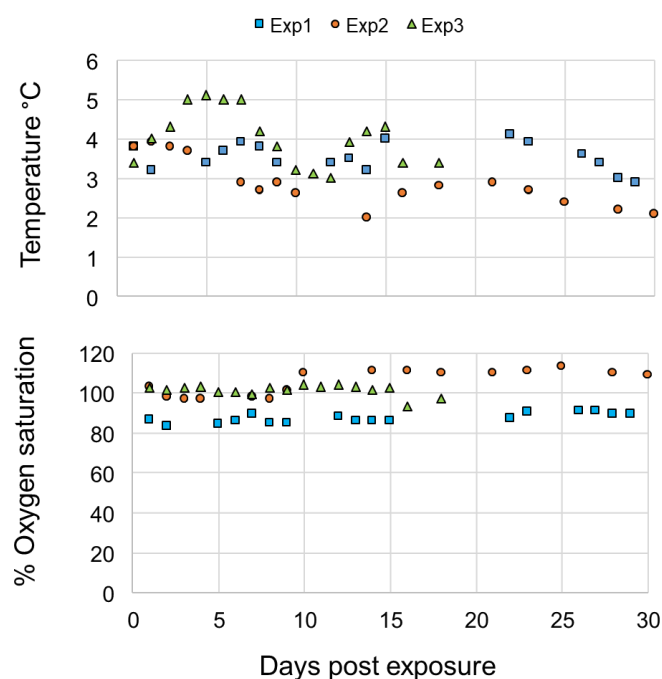 Exp1 Exp2 Exp3
Temperature °C
6
5
4
3
2
1
0
% Oxygen saturation
120
100
80
60
40
20
0
0 5 10 15 20 25 30
Days post exposure